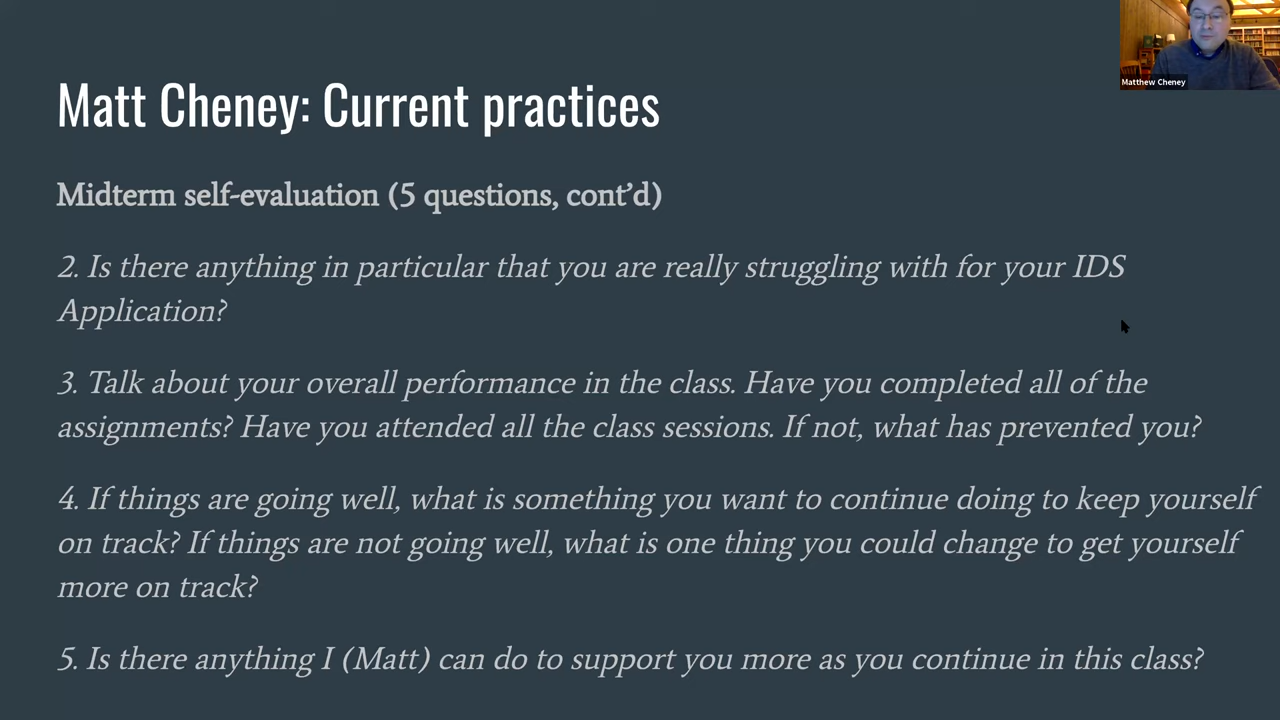 Matthew Cheney
Matt Cheney: Current practices
Midterm self-evaluation (5 questions, cont’d)
2. Is there anything in particular that you are really struggling with for your IDS
Application?
3. Talk about your overall performance in the class. Have you completed all of the
assignments? Have you attended all the class sessions. If not, what has prevented you?
4. If things are going well, what is something you want to continue doing to keep yourself
on track? If things are not going well, what is one thing you could change to get yourself
more on track?
5. Is there anything I (Matt) can do to support you more as you continue in this class?